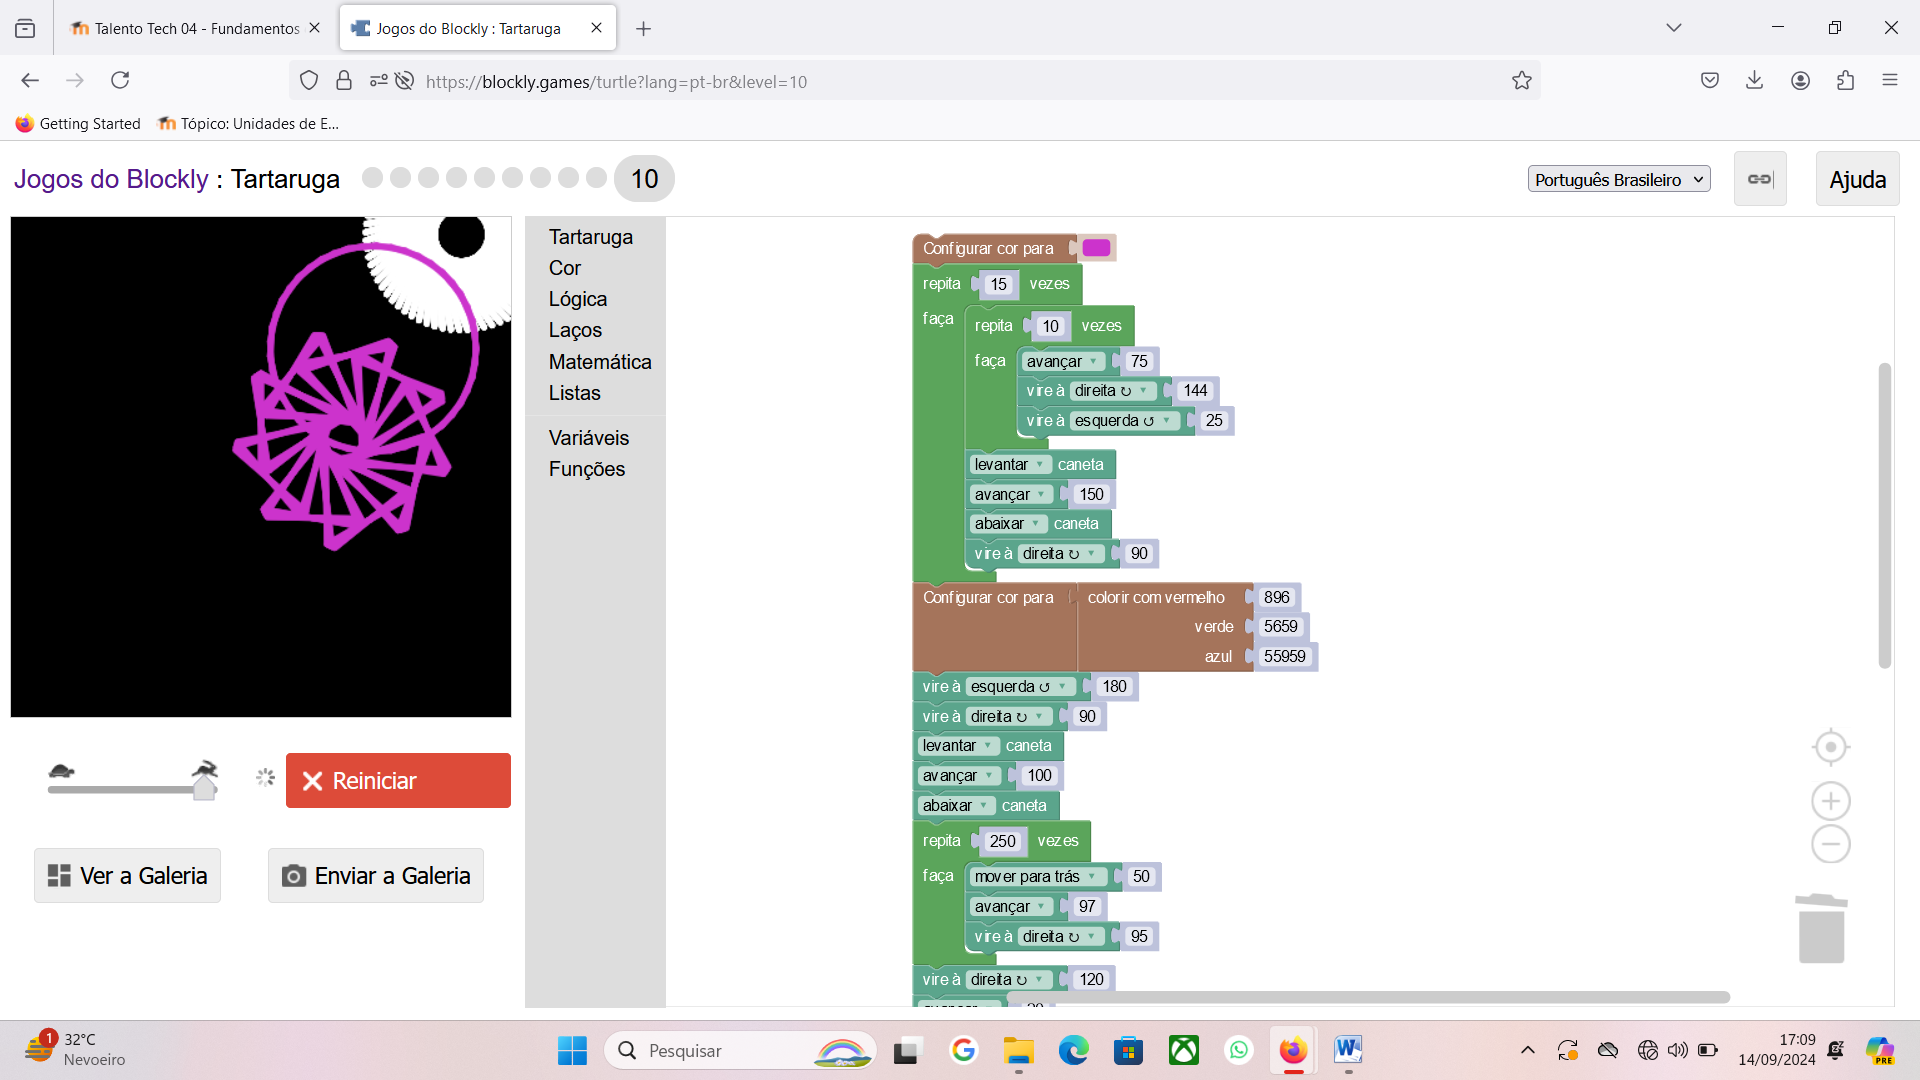 Talento Tech 04 - Fundamentos
Jogos do Blockly : Tartaruga
https://blockly.games/turtle?lang=pt-br&level=10
Getting Started
Tópico: Unidades de E...
Jogos do Blockly : Tartaruga
10
Português Brasileiro
Ajuda
Tartaruga
Cor
Lógica
Laços
Matemática
Listas
Variáveis
Funções
Configurar cor para
repita 15 vezes
faça
repita 10 vezes
faça
avançar 75
vire à direita ↻ 144
vire à esquerda ↺ 25
levantar caneta
avançar 150
abaixar caneta
vire à direita ↻ 90
Configurar cor para colorir com vermelho 896
verde 5659
azul 55959
vire à esquerda ↺ 180
vire à direita ↻ 90
levantar caneta
avançar 100
abaixar caneta
repita 250 vezes
faça
mover para trás 50
avançar 97
vire à direita ↻ 95
vire à direita ↻ 120
Reiniciar
Ver a Galeria
Enviar a Galeria
1
32°C
Nevoeiro
Pesquisar
17:09
14/09/2024
PRE